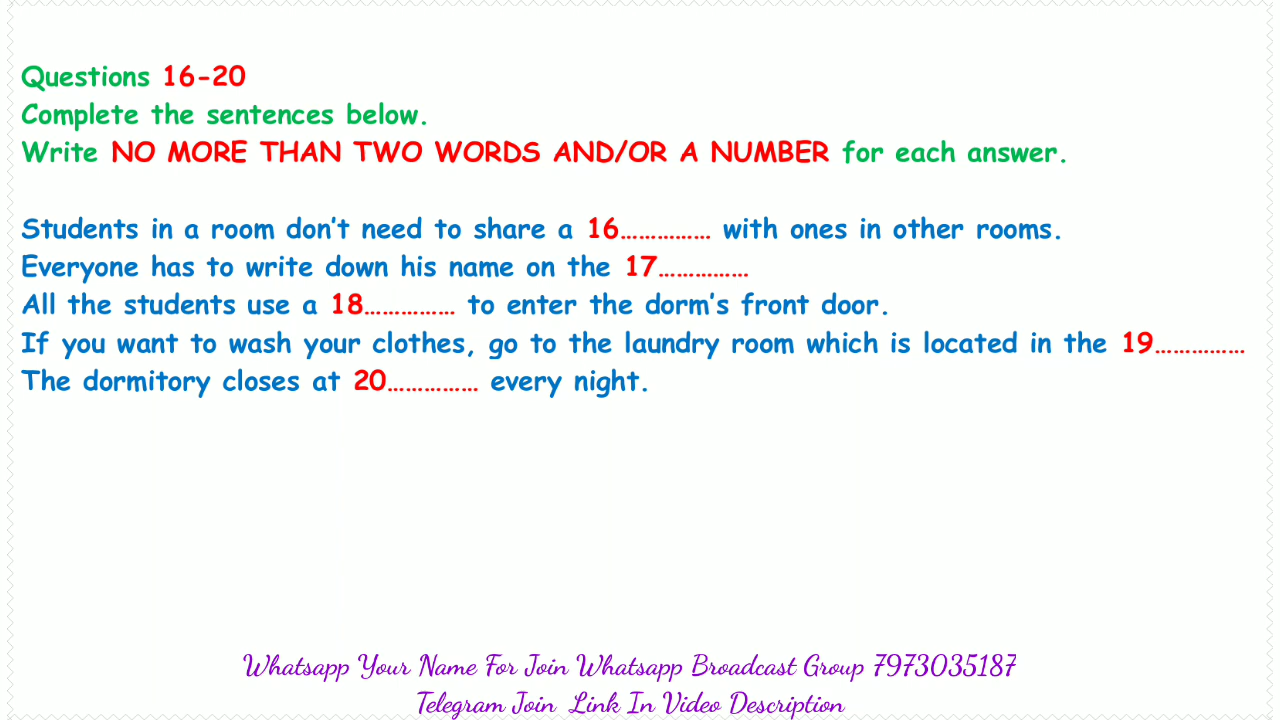 Questions 16-20
Complete the sentences below.
Write NO MORE THAN TWO WORDS AND/OR A NUMBER for each answer.
Students in a room don't need to share a 16…………… with ones in other rooms.
Everyone has to write down his name on the 17……………
All the students use a 18…………… to enter the dorm's front door.
If you want to wash your clothes, go to the laundry room which is located in the 19……………
The dormitory closes at 20…………… every night.
Whatsapp Your Name For Join Whatsapp Broadcast Group 7973035187
Telegram Join Link In Video Description